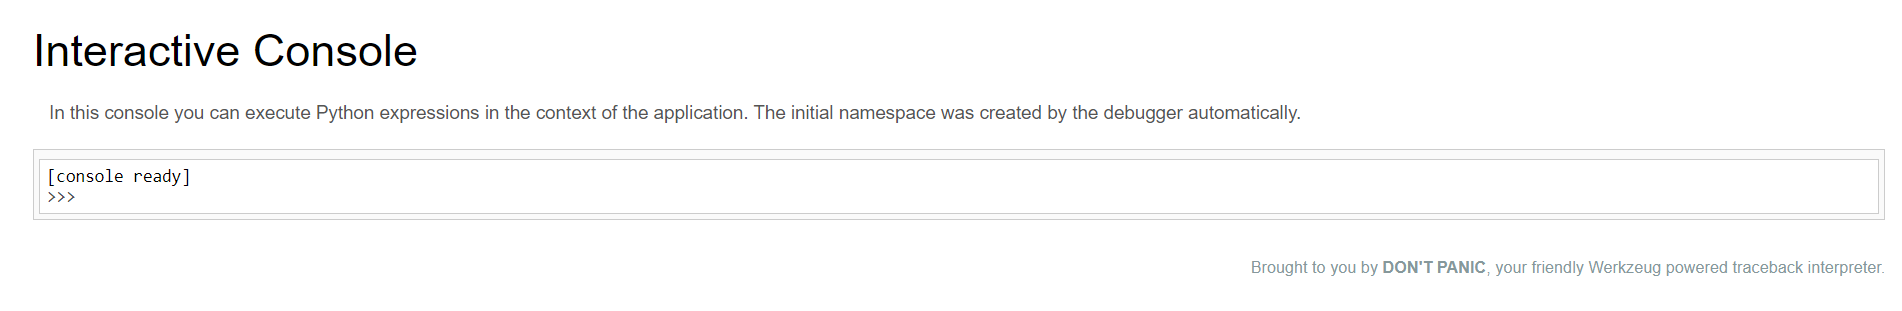 Interactive Console
In this console you can execute Python expressions in the context of the application. The initial namespace was created by the debugger automatically.
[console ready]
>>>
Brought to you by DON'T PANIC, your friendly Werkzeug powered traceback interpreter.